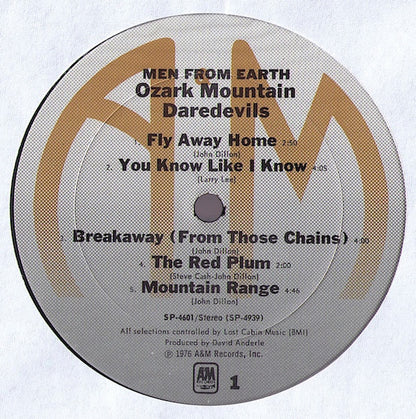 MEN FROM EARTH
Ozark Mountain
Daredevils
1. Fly Away Home 2:50
(John Dillon)
2. You Know Like I Know 4:05
(Larry Lee)
3. Breakaway (From Those Chains) 4:00
(John Dillon)
4. The Red Plum 2:00
(Steve Cash-John Dillon)
5. Mountain Range 4:46
(John Dillon)
SP-4601/Stereo (SP-4939)
All selections controlled by Lost Cabin Music (BMI)
Produced by David Anderle
℗ 1976 A&M Records, Inc.
A&M
RECORDS
1